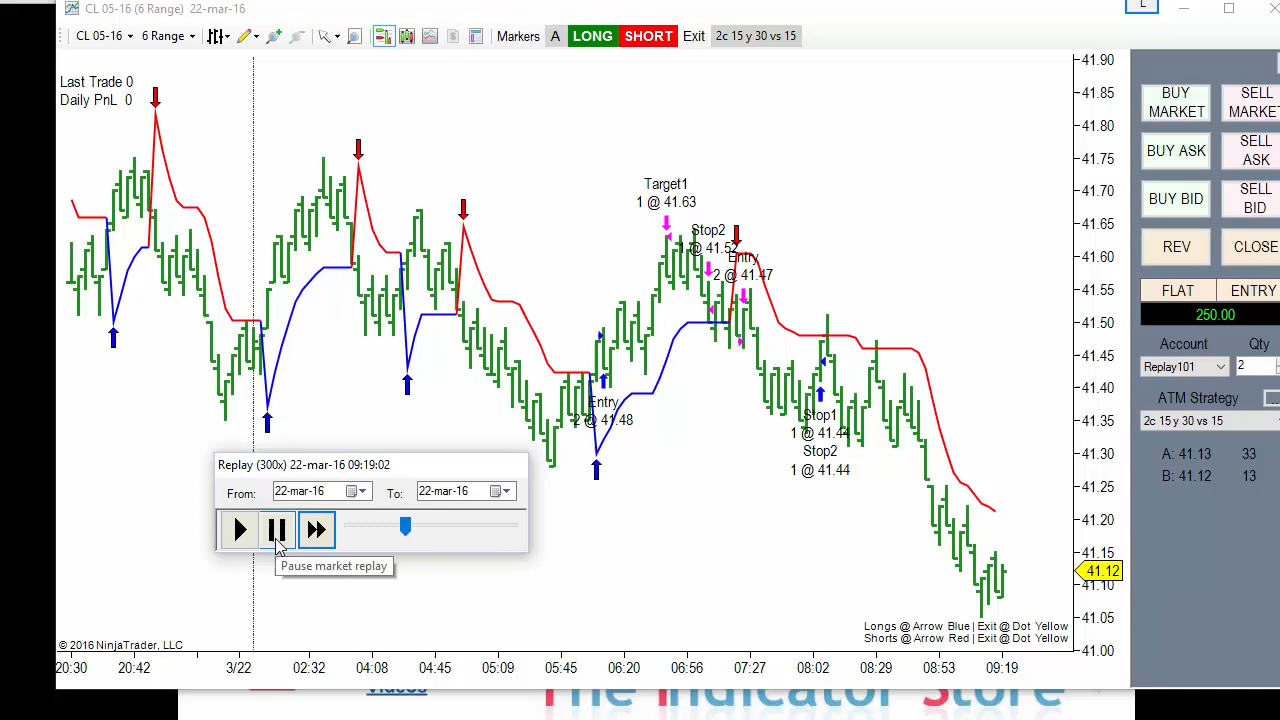 CL 05-16 (6 Range) 22-mar-16
L
CL 05-16 6 Range Markers A LONG SHORT Exit 2c 15 y 30 vs 15
Last Trade 0
Daily PnL 0
Target1
1 @ 41.63
Stop2
1 @ 41.52
Entry
2 @ 41.47
Entry
2 @ 41.48
Stop1
1 @ 41.44
Stop2
1 @ 41.44
41.90
41.85
41.80
41.75
41.70
41.65
41.60
41.55
41.50
41.45
41.40
41.35
41.30
41.25
41.20
41.15
41.12
41.10
41.05
41.00
BUY MARKET
SELL MARKE
BUY ASK
SELL ASK
BUY BID
SELL BID
REV
CLOSE
FLAT
ENTRY
250.00
Account Qty
Replay101 2
ATM Strategy
2c 15 y 30 vs 15
A: 41.13 33
B: 41.12 13
Replay (300x) 22-mar-16 09:19:02
From: 22-mar-16 To: 22-mar-16
Pause market replay
Longs @ Arrow Blue | Exit @ Dot Yellow
Shorts @ Arrow Red | Exit @ Dot Yellow
© 2016 NinjaTrader, LLC
20:30 20:42 3/22 02:32 04:08 04:45 05:09 05:45 06:20 06:56 07:27 08:02 08:29 08:53 09:19
Videos
The Indicator Store